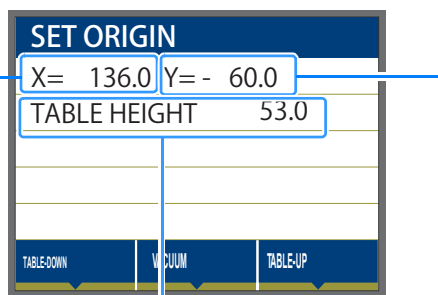 SET ORIGIN
X= 136.0 Y= - 60.0
TABLE HEIGHT 53.0
TABLE-DOWN VACUUM TABLE-UP